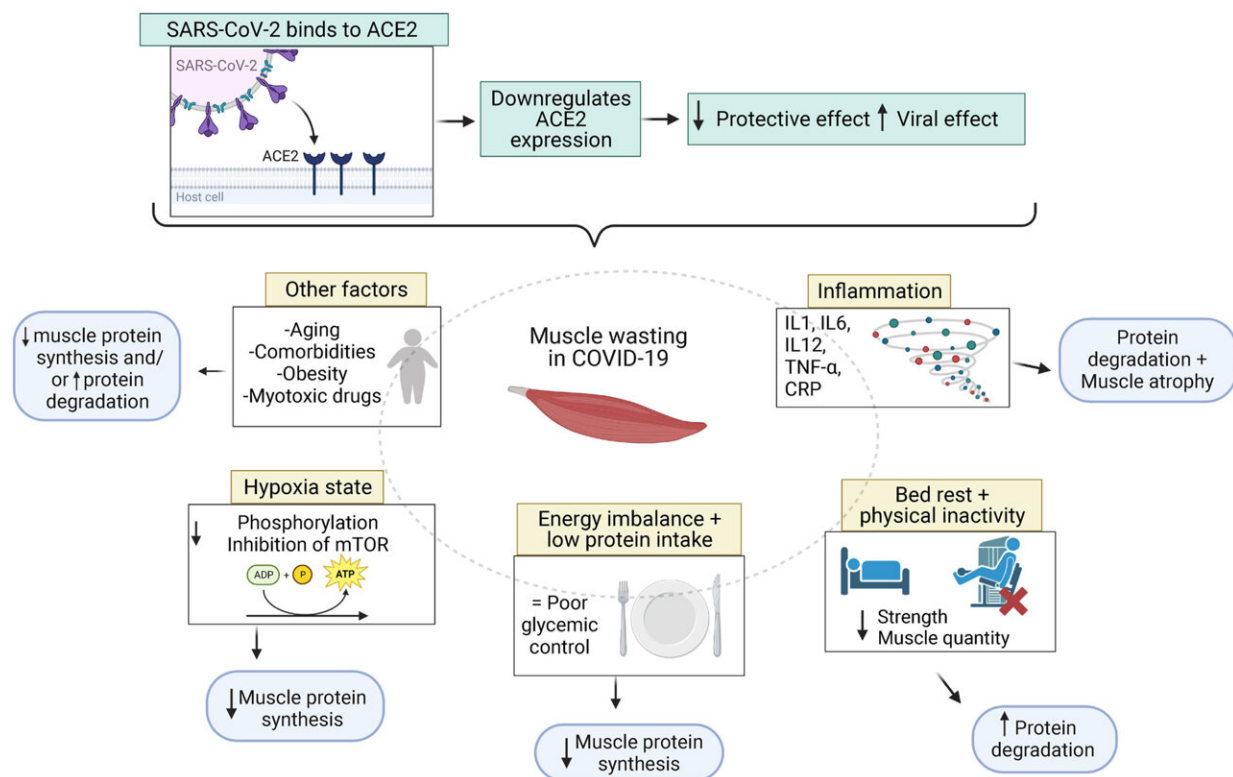 SARS-CoV-2 binds to ACE2
SARS-CoV-2
ACE2
Host cell
Downregulates
ACE2
expression
↓ Protective effect ↑ Viral effect
Other factors
-Aging
-Comorbidities
-Obesity
-Myotoxic drugs
↓ muscle protein
synthesis and/
or ↑ protein
degradation
Muscle wasting
in COVID-19
Inflammation
IL1, IL6,
IL12,
TNF-α,
CRP
Protein
degradation +
Muscle atrophy
Hypoxia state
↓ Phosphorylation
Inhibition of mTOR
ADP + P ATP
↓ Muscle protein
synthesis
Energy imbalance +
low protein intake
= Poor
glycemic
control
↓ Muscle protein
synthesis
Bed rest +
physical inactivity
↓ Strength
Muscle quantity
↑ Protein
degradation